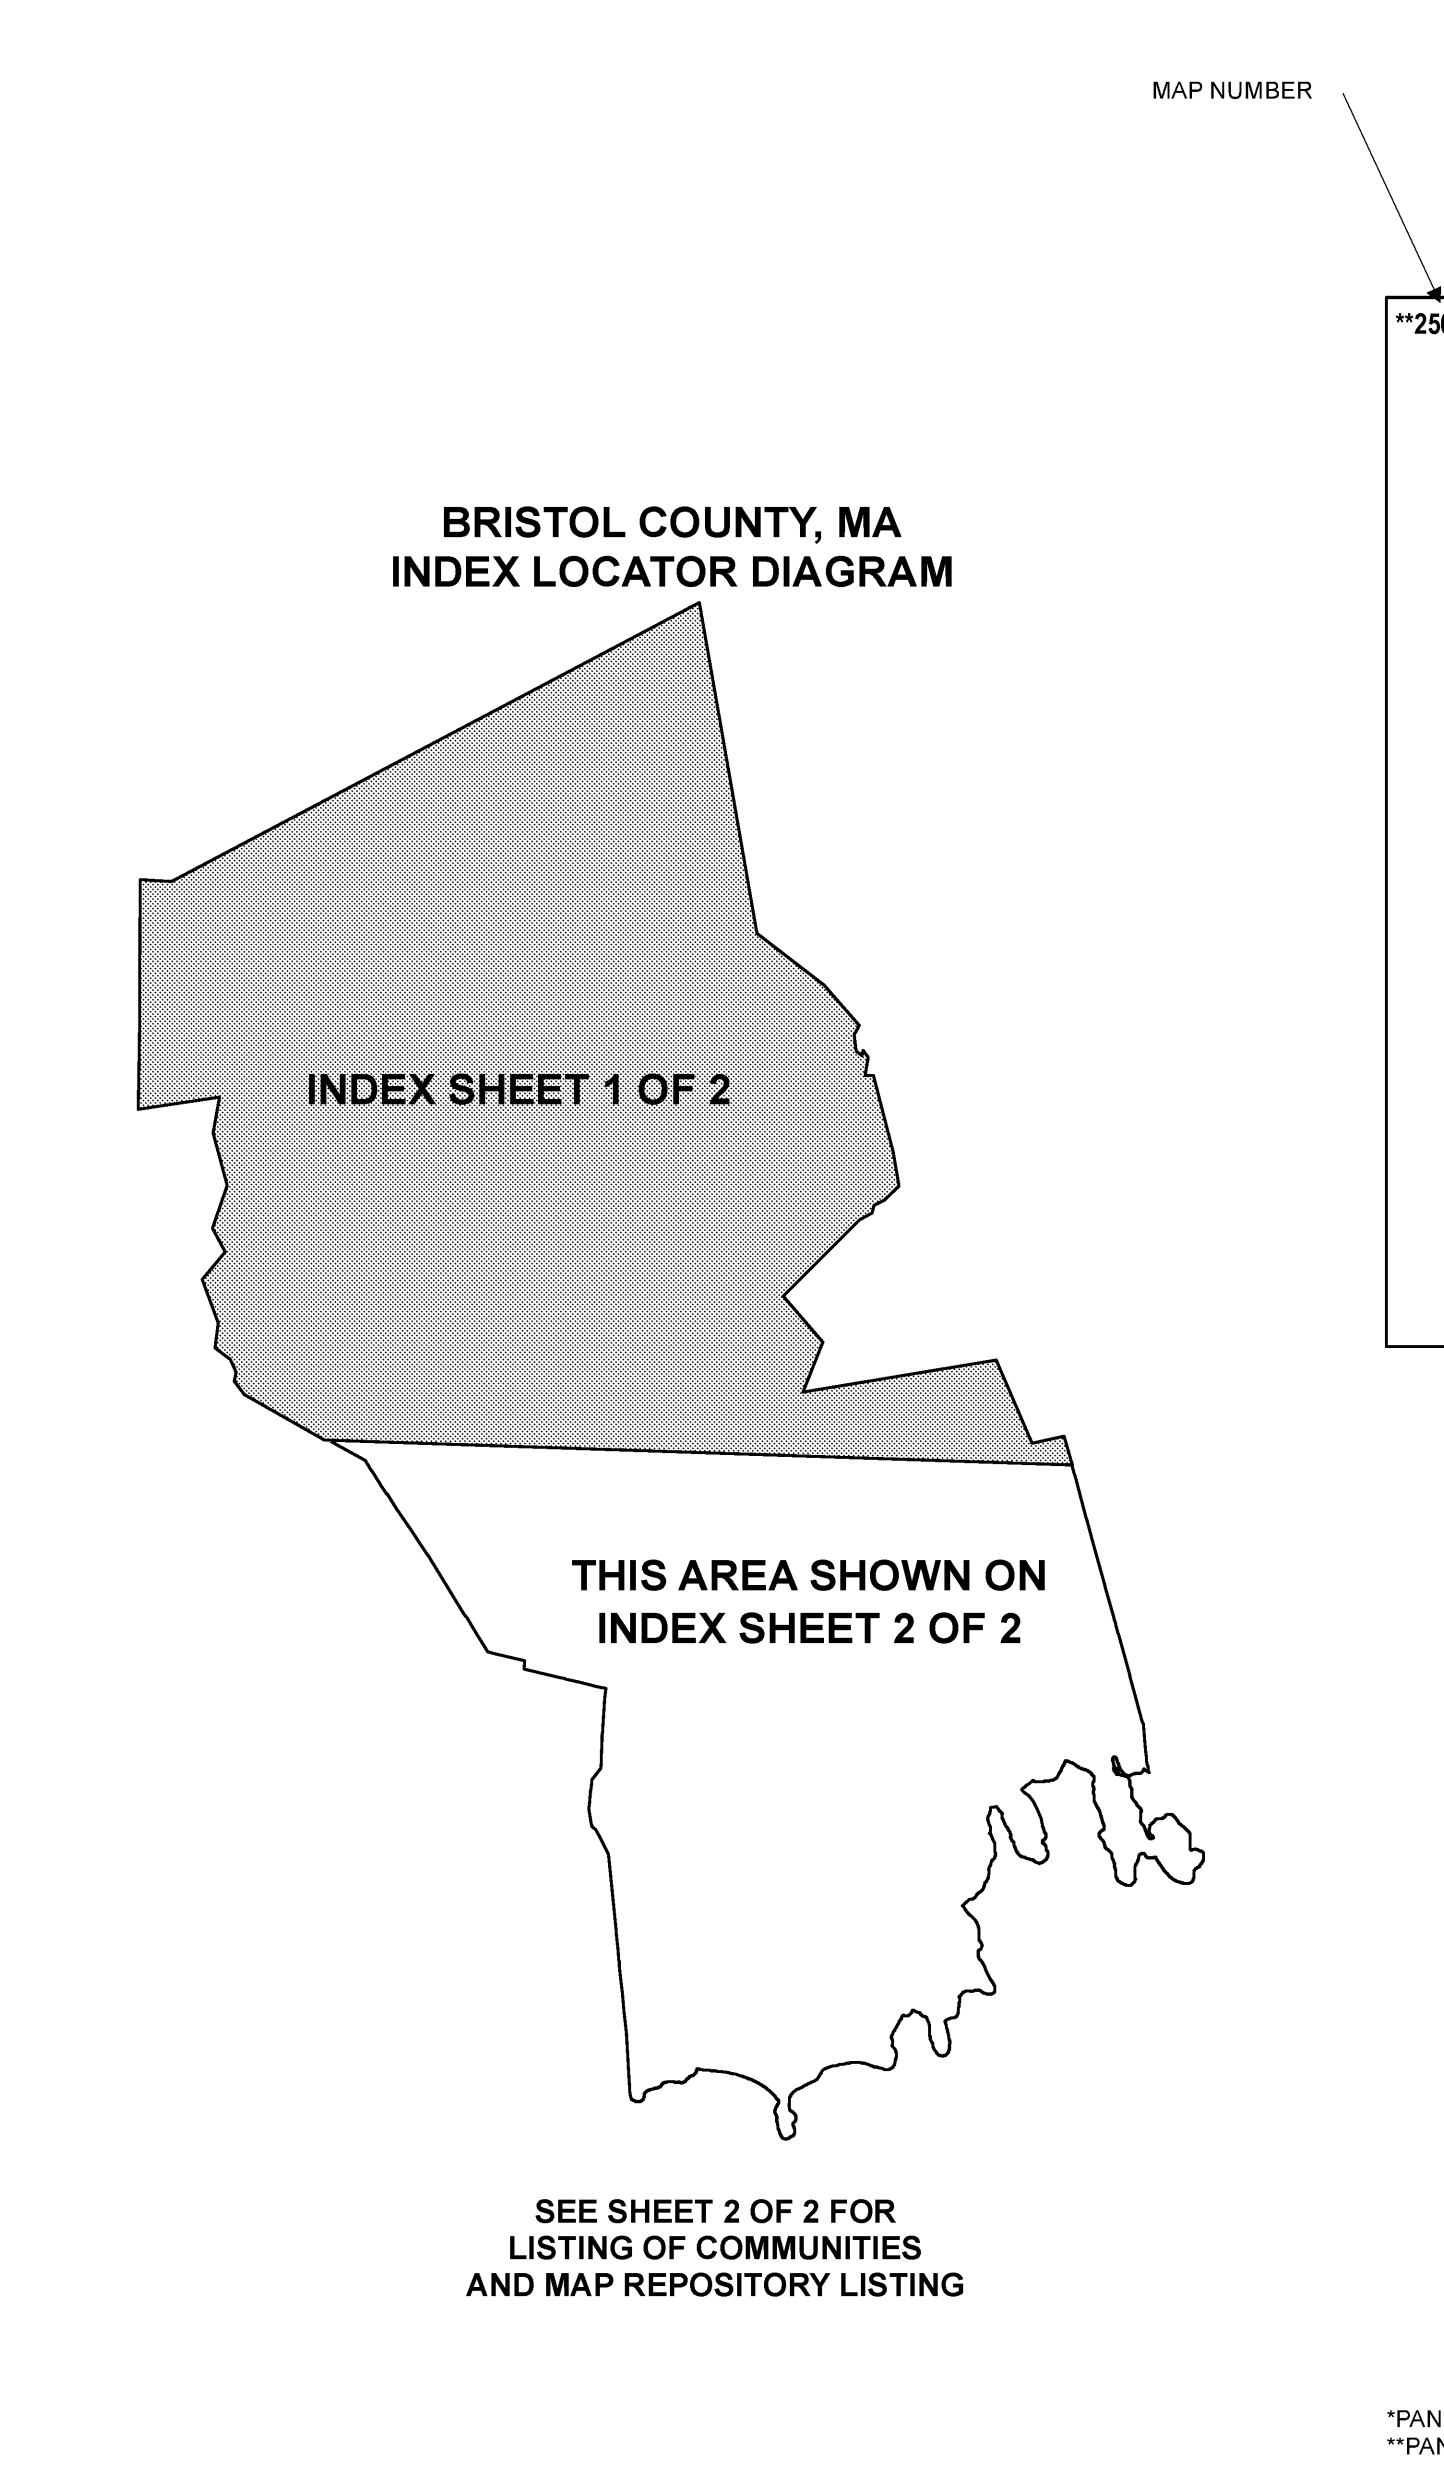 MAP NUMBER
BRISTOL COUNTY, MA
INDEX LOCATOR DIAGRAM
INDEX SHEET 1 OF 2
THIS AREA SHOWN ON
INDEX SHEET 2 OF 2
SEE SHEET 2 OF 2 FOR
LISTING OF COMMUNITIES
AND MAP REPOSITORY LISTING